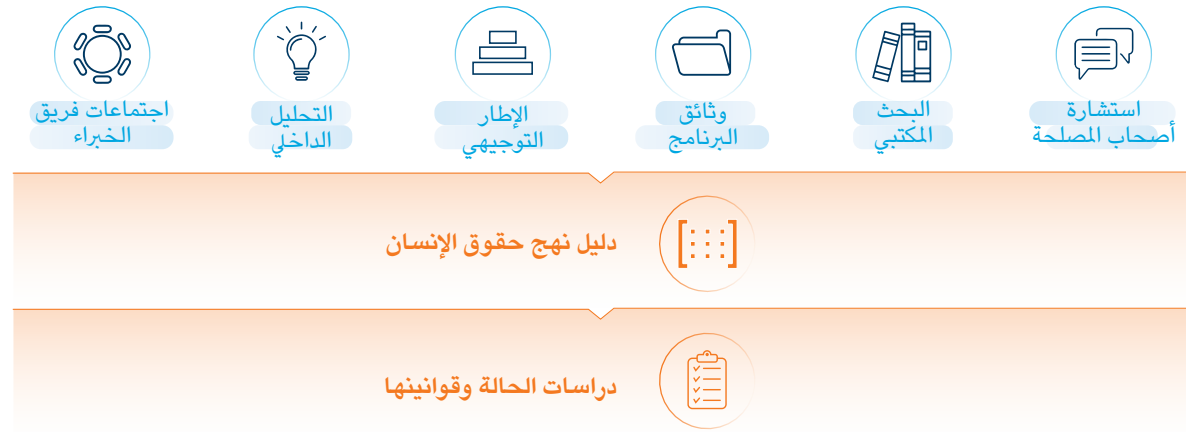 استشارة
أصحاب المصلحة
البحث
المكتبي
وثائق
البرنامج
الإطار
التوجيهي
التحليل
الداخلي
اجتماعات فريق
الخبراء
دليل نهج حقوق الإنسان
دراسات الحالة وقوانينها